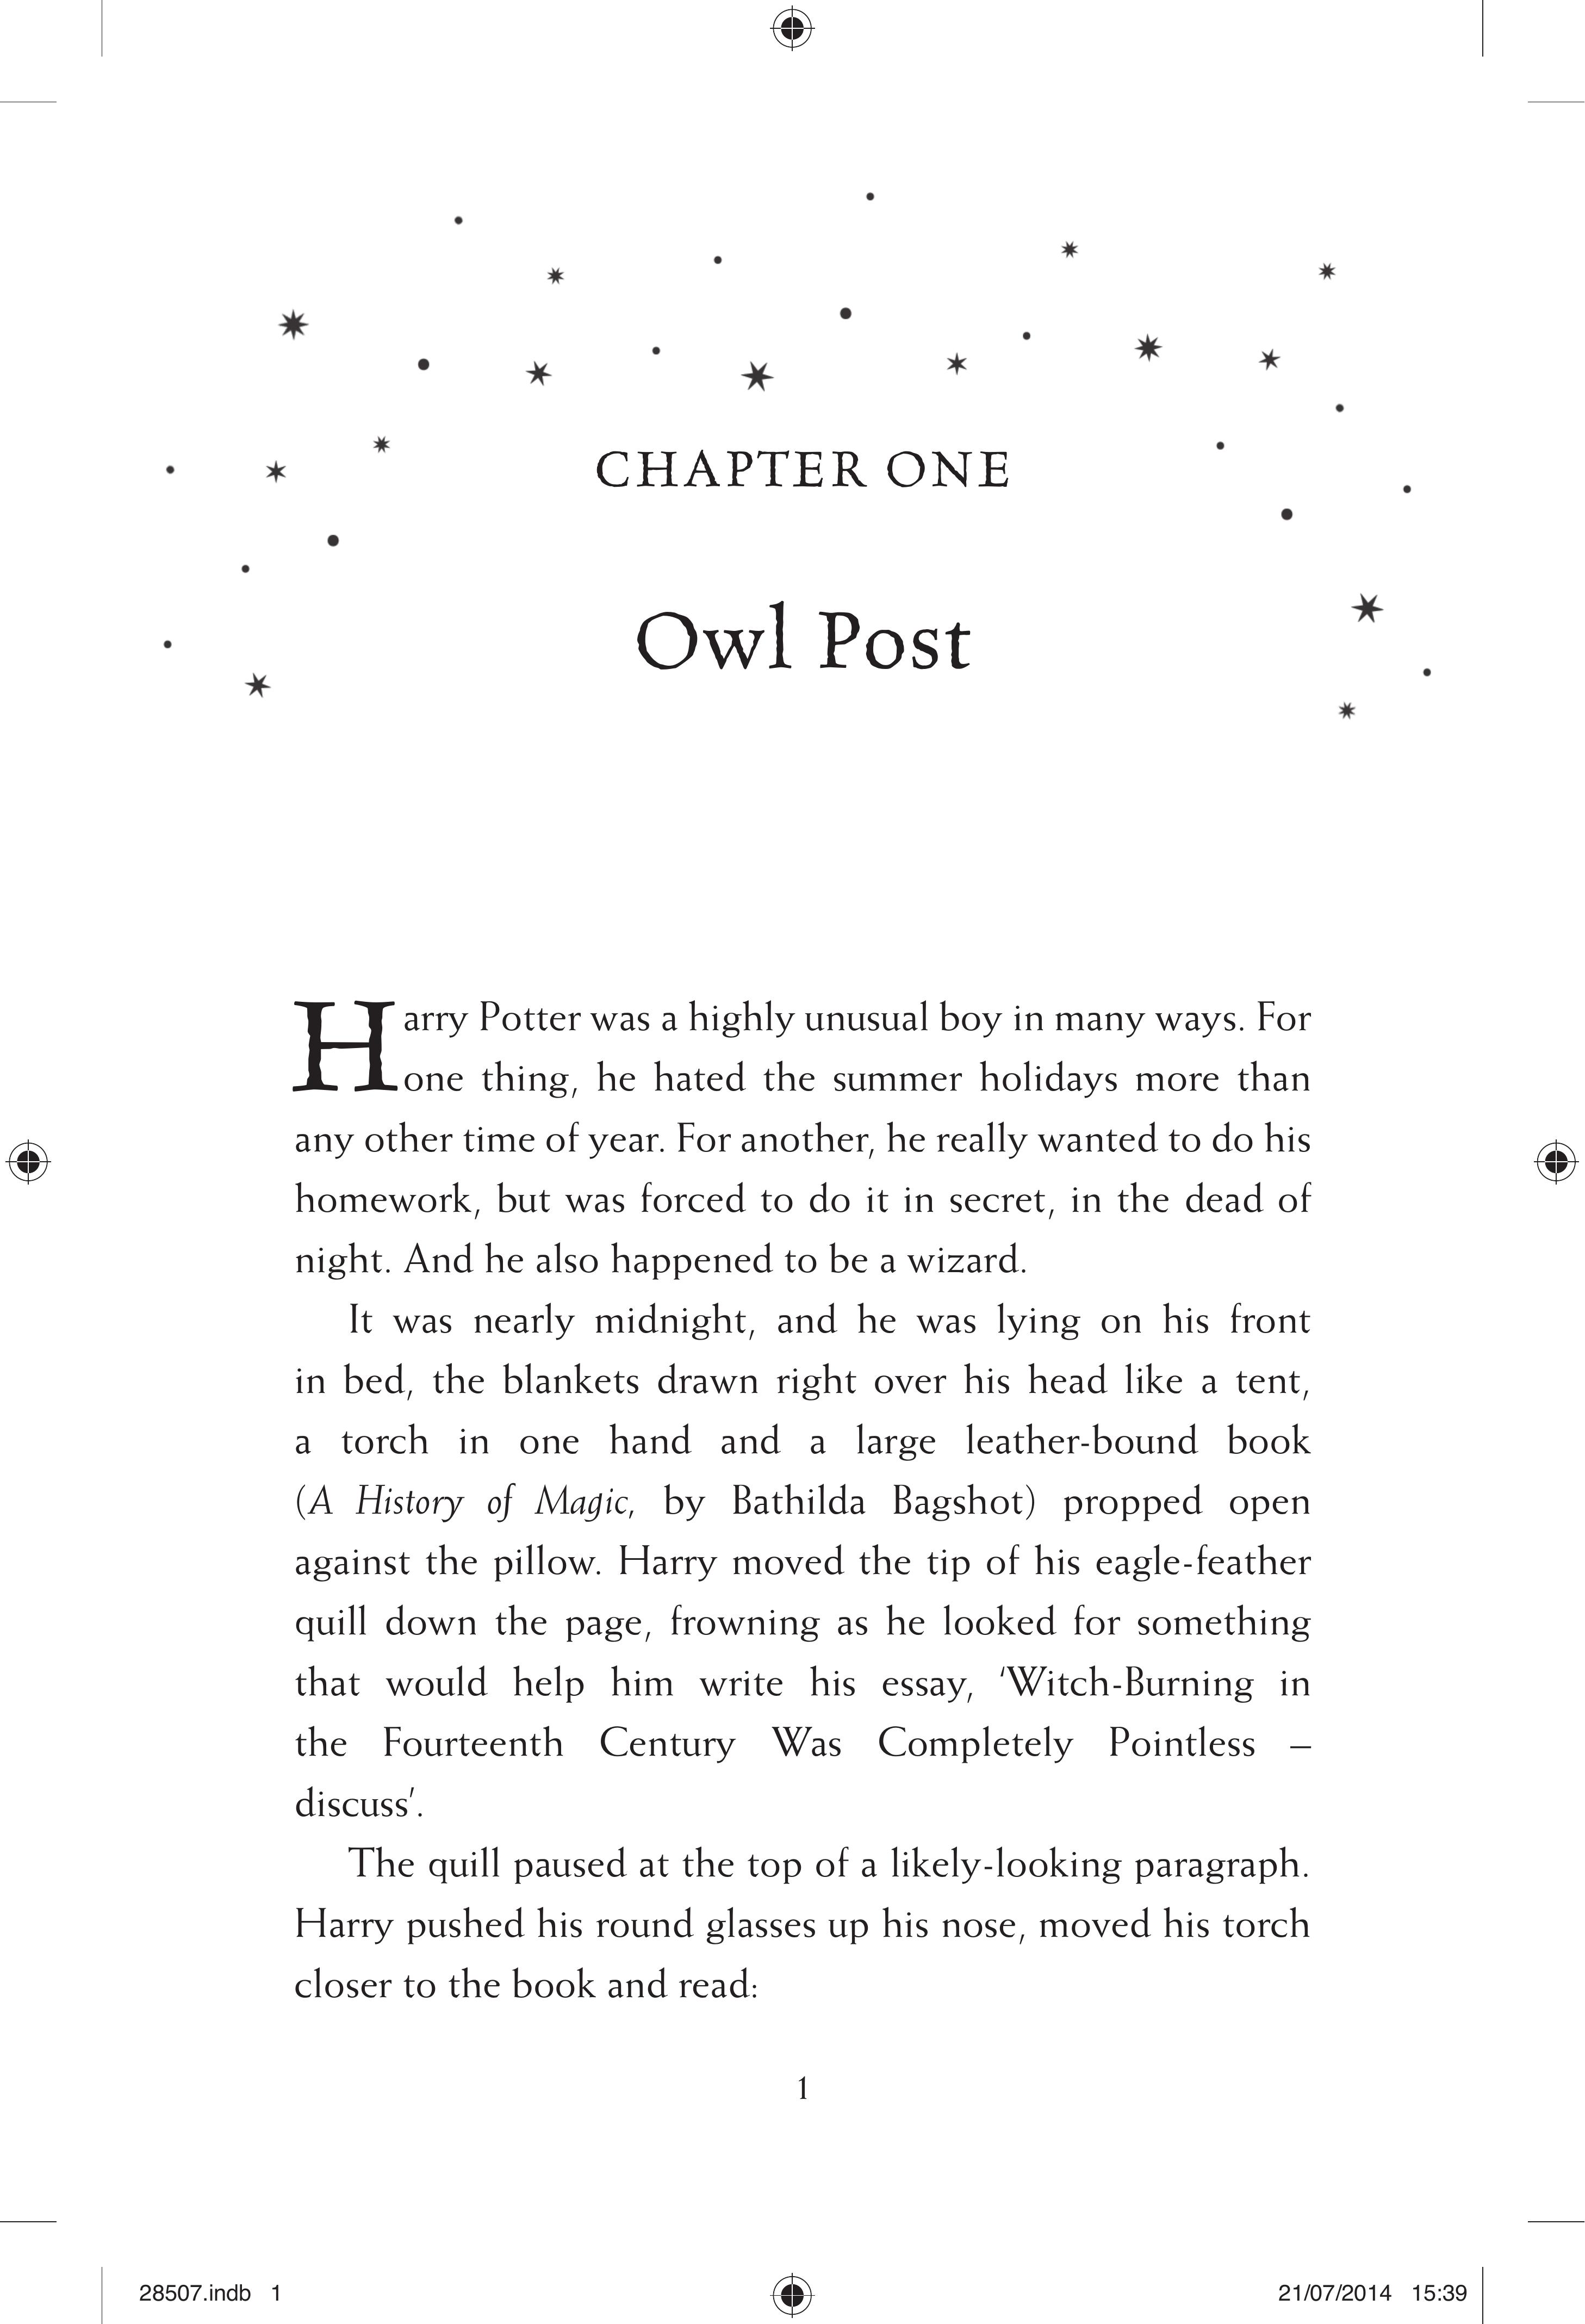 CHAPTER ONE
Owl Post
Harry Potter was a highly unusual boy in many ways. For
one thing, he hated the summer holidays more than
any other time of year. For another, he really wanted to do his
homework, but was forced to do it in secret, in the dead of
night. And he also happened to be a wizard.
It was nearly midnight, and he was lying on his front
in bed, the blankets drawn right over his head like a tent,
a torch in one hand and a large leather-bound book
(A History of Magic, by Bathilda Bagshot) propped open
against the pillow. Harry moved the tip of his eagle-feather
quill down the page, frowning as he looked for something
that would help him write his essay, ‘Witch-Burning in
the Fourteenth Century Was Completely Pointless –
discuss’.
The quill paused at the top of a likely-looking paragraph.
Harry pushed his round glasses up his nose, moved his torch
closer to the book and read:
1
28507.indb 1
21/07/2014 15:39